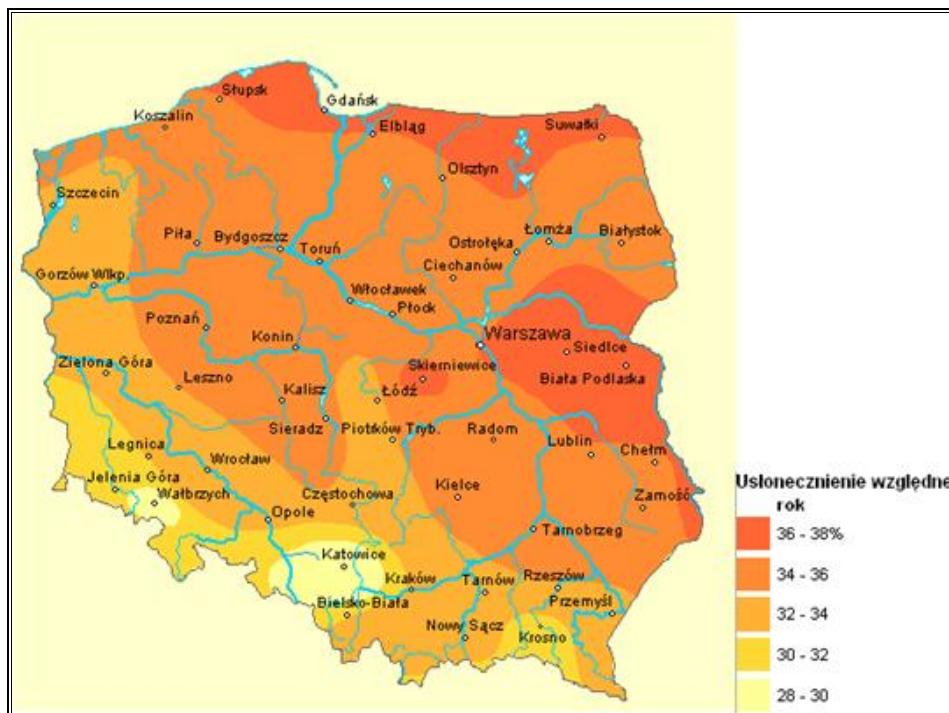 Słupsk
Gdańsk
Koszalin
Elbląg
Suwałki
Olsztyn
Szczecin
Piła
Bydgoszcz
Toruń
Ostrołęka
Łomża
Białystok
Ciechanów
Gorzów Wlkp.
Włocławek
Płock
Poznań
Konin
Warszawa
Siedlce
Skierniewice
Zielona Góra
Leszno
Kalisz
Łódź
Biała Podlaska
Sieradz
Piotrków Tryb.
Radom
Lublin
Chełm
Legnica
Wrocław
Jelenia Góra
Wałbrzych
Częstochowa
Kielce
Zamość
Opole
Tarnobrzeg
Katowice
Kraków
Tarnów
Rzeszów
Bielsko-Biała
Przemyśl
Nowy Sącz
Krosno
Usłonecznienie względne
rok
36 - 38%
34 - 36
32 - 34
30 - 32
28 - 30